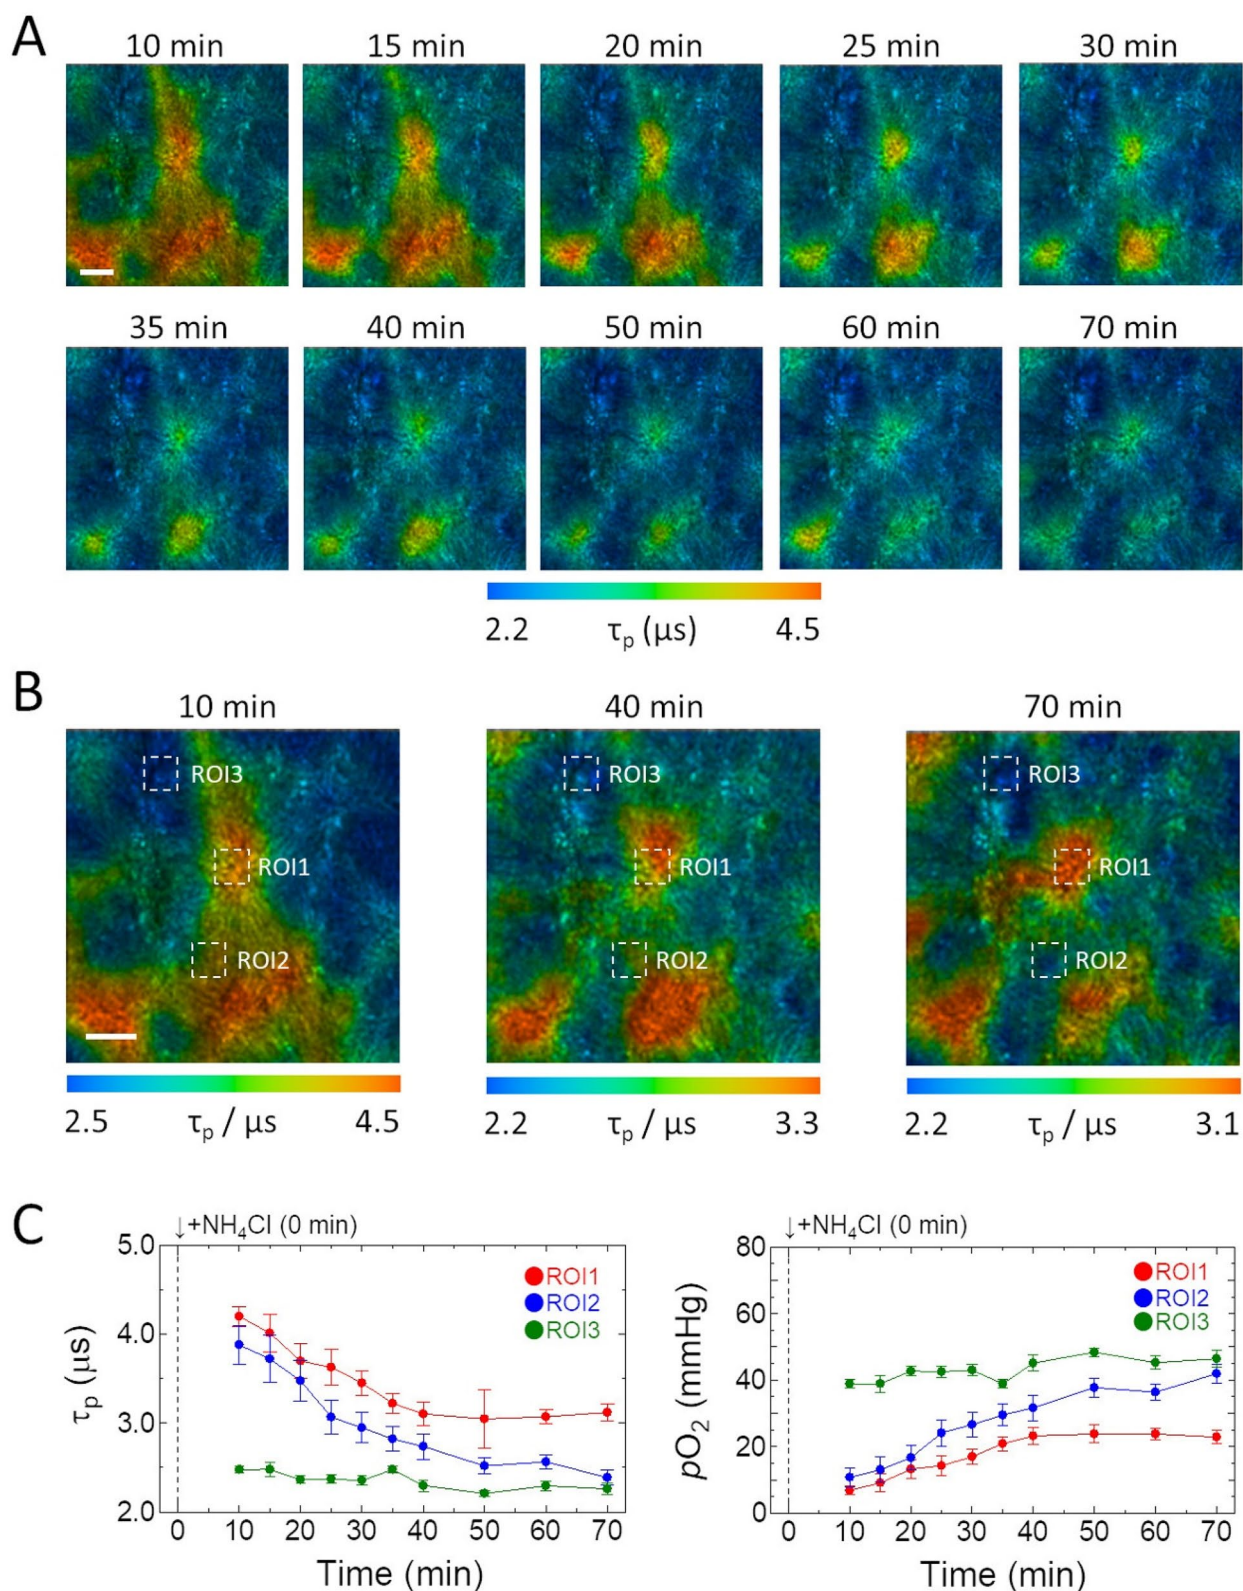 A
10 min 15 min 20 min 25 min 30 min
35 min 40 min 50 min 60 min 70 min
2.2 τp (μs) 4.5
B
10 min 40 min 70 min
ROI3 ROI3 ROI3
ROI1 ROI1 ROI1
ROI2 ROI2 ROI2
2.5 τp / μs 4.5 2.2 τp / μs 3.3 2.2 τp / μs 3.1
C
↓+NH4Cl (0 min)
5.0
4.0
3.0
2.0
τp (μs)
ROI1
ROI2
ROI3
0 10 20 30 40 50 60 70
Time (min)
↓+NH4Cl (0 min)
80
60
40
20
0
pO2 (mmHg)
ROI1
ROI2
ROI3
0 10 20 30 40 50 60 70
Time (min)